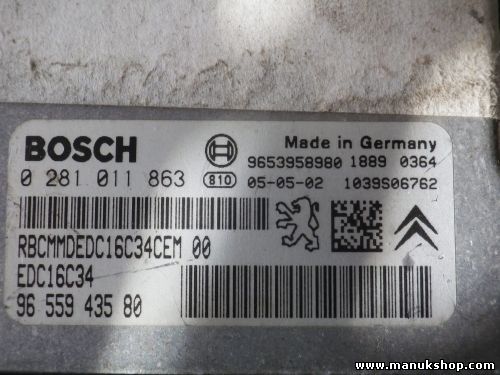 BOSCH
Made in Germany
9653958980 1889 0364
0 281 011 863
810 05-05-02 1039S06762
RBCMMDEDC16C34CEM 00
EDC16C34
96 559 435 80
www.manukshop.com